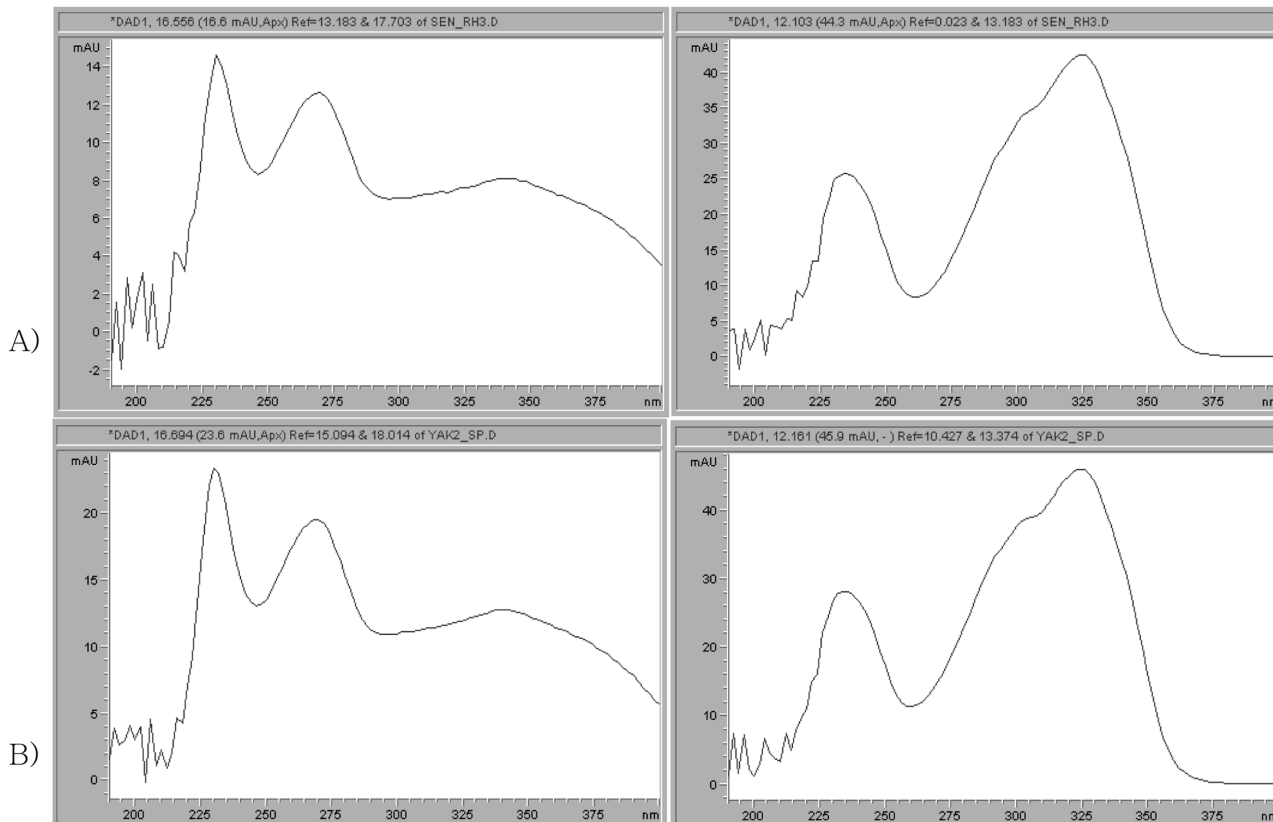 *DAD1, 16.556 (16.6 mAU,Apx) Ref=13.183 & 17.703 of SEN_RH3.D
mAU
14
12
10
8
6
4
2
0
-2
200 225 250 275 300 325 350 375 nm
*DAD1, 12.103 (44.3 mAU,Apx) Ref=0.023 & 13.183 of SEN_RH3.D
mAU
40
35
30
25
20
15
10
5
0
200 225 250 275 300 325 350 375 nm
A)
*DAD1, 16.694 (23.6 mAU,Apx) Ref=15.094 & 18.014 of YAK2_SP.D
mAU
20
15
10
5
0
200 225 250 275 300 325 350 375 nm
*DAD1, 12.161 (45.9 mAU, - ) Ref=10.427 & 13.374 of YAK2_SP.D
mAU
40
30
20
10
0
200 225 250 275 300 325 350 375 nm
B)